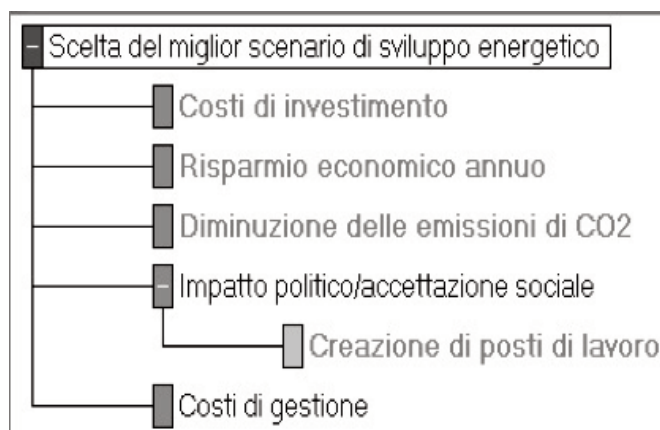 Scelta del miglior scenario di sviluppo energetico
Costi di investimento
Risparmio economico annuo
Diminuzione delle emissioni di CO2
Impatto politico/accettazione sociale
Creazione di posti di lavoro
Costi di gestione